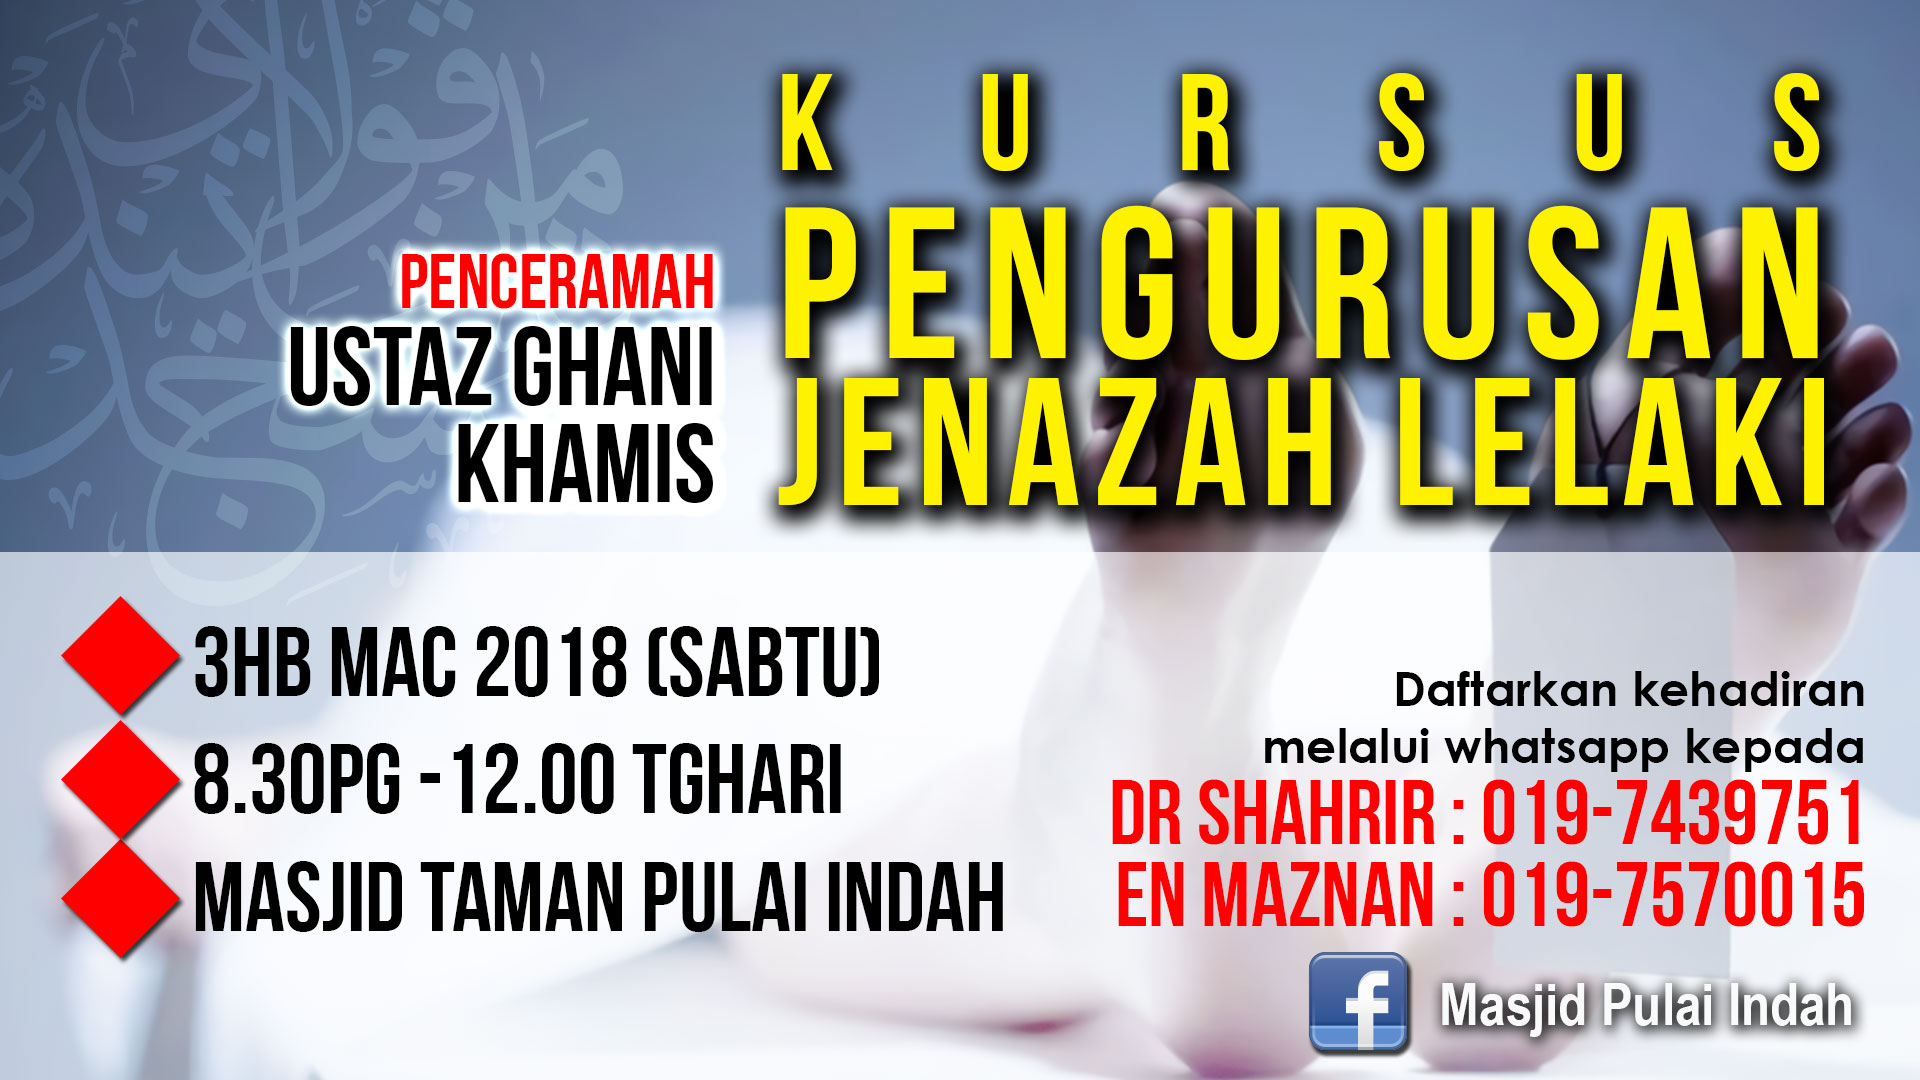 KURSUS
PENGURUSAN
JENAZAH LELAKI
PENCERAMAH
USTAZ GHANI
KHAMIS
3HB MAC 2018 (SABTU)
8.30PG -12.00 TGHARI
MASJID TAMAN PULAI INDAH
Daftarkan kehadiran
melalui whatsapp kepada
DR SHAHRIR : 019-7439751
EN MAZNAN : 019-7570015
f Masjid Pulai Indah